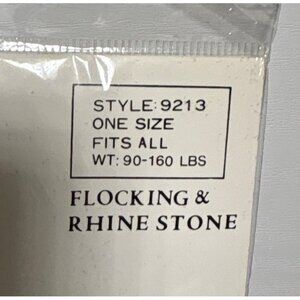 STYLE: 9213
ONE SIZE
FITS ALL
WT: 90-160 LBS
FLOCKING &
RHINE STONE